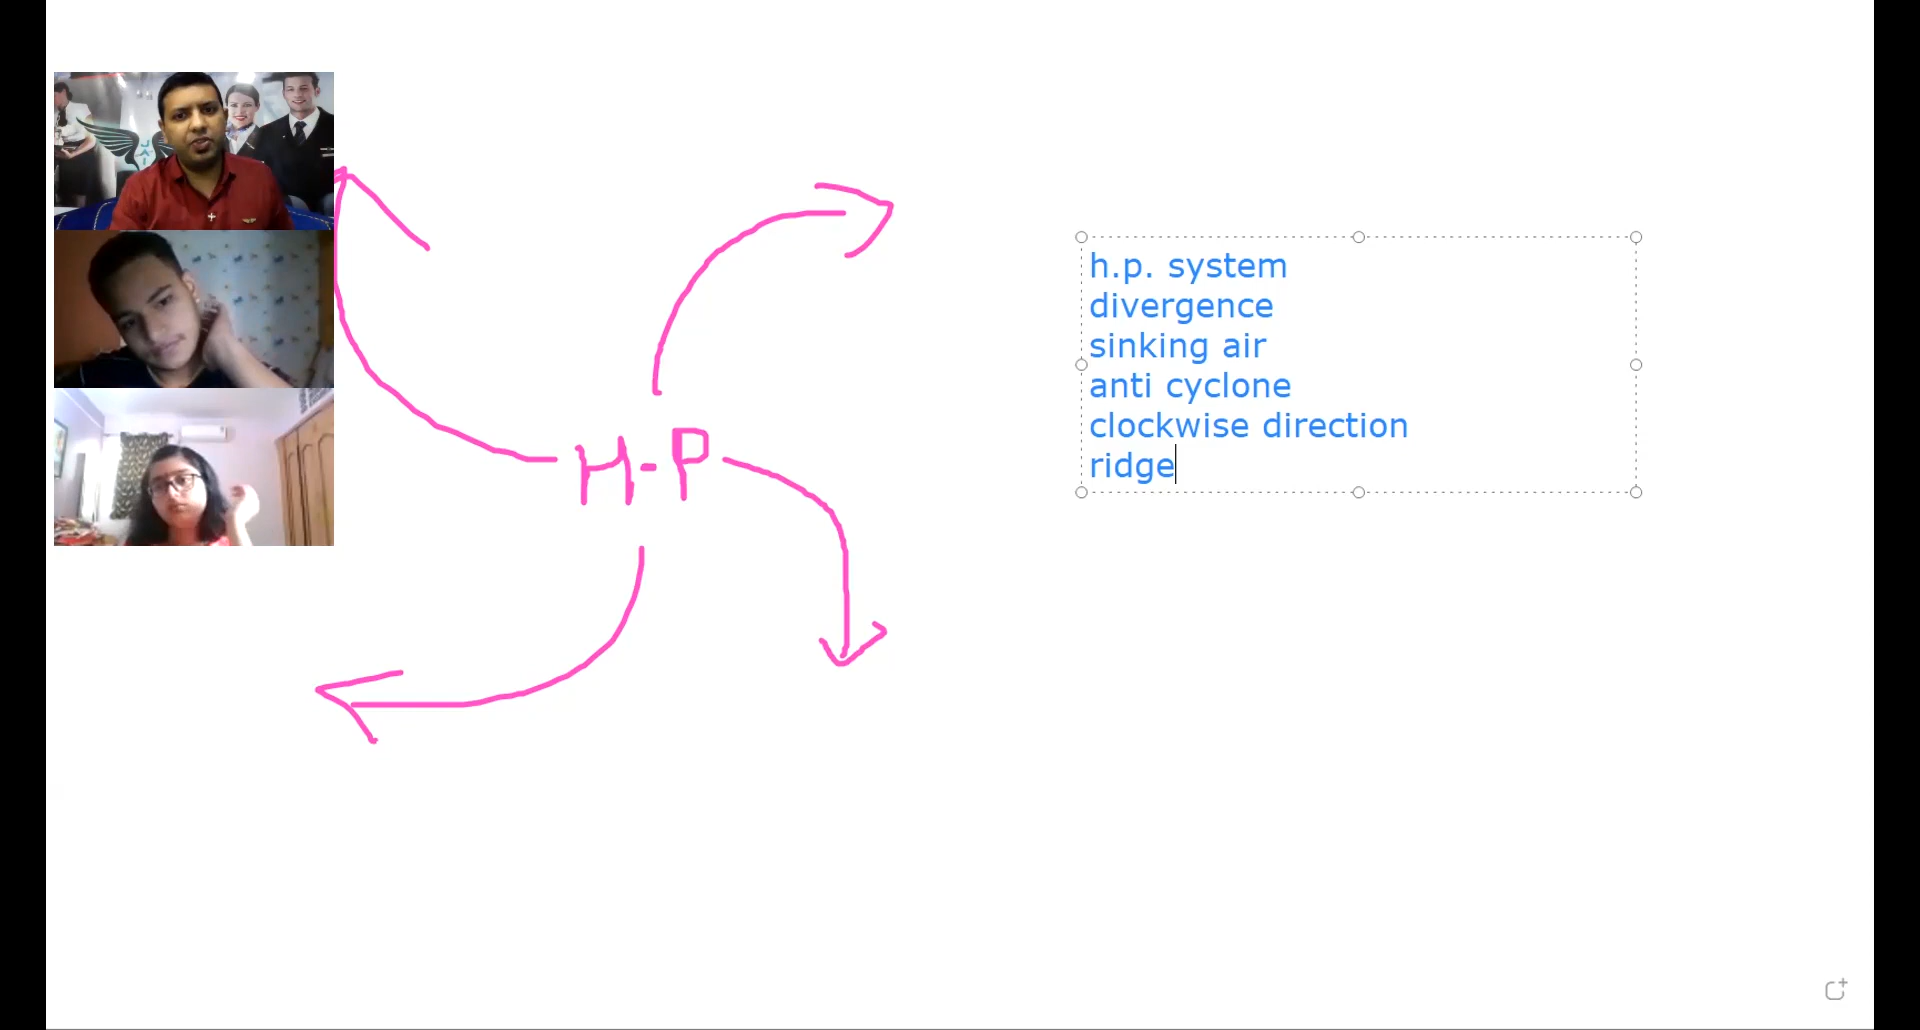 H-P
h.p. system
divergence
sinking air
anti cyclone
clockwise direction
ridge